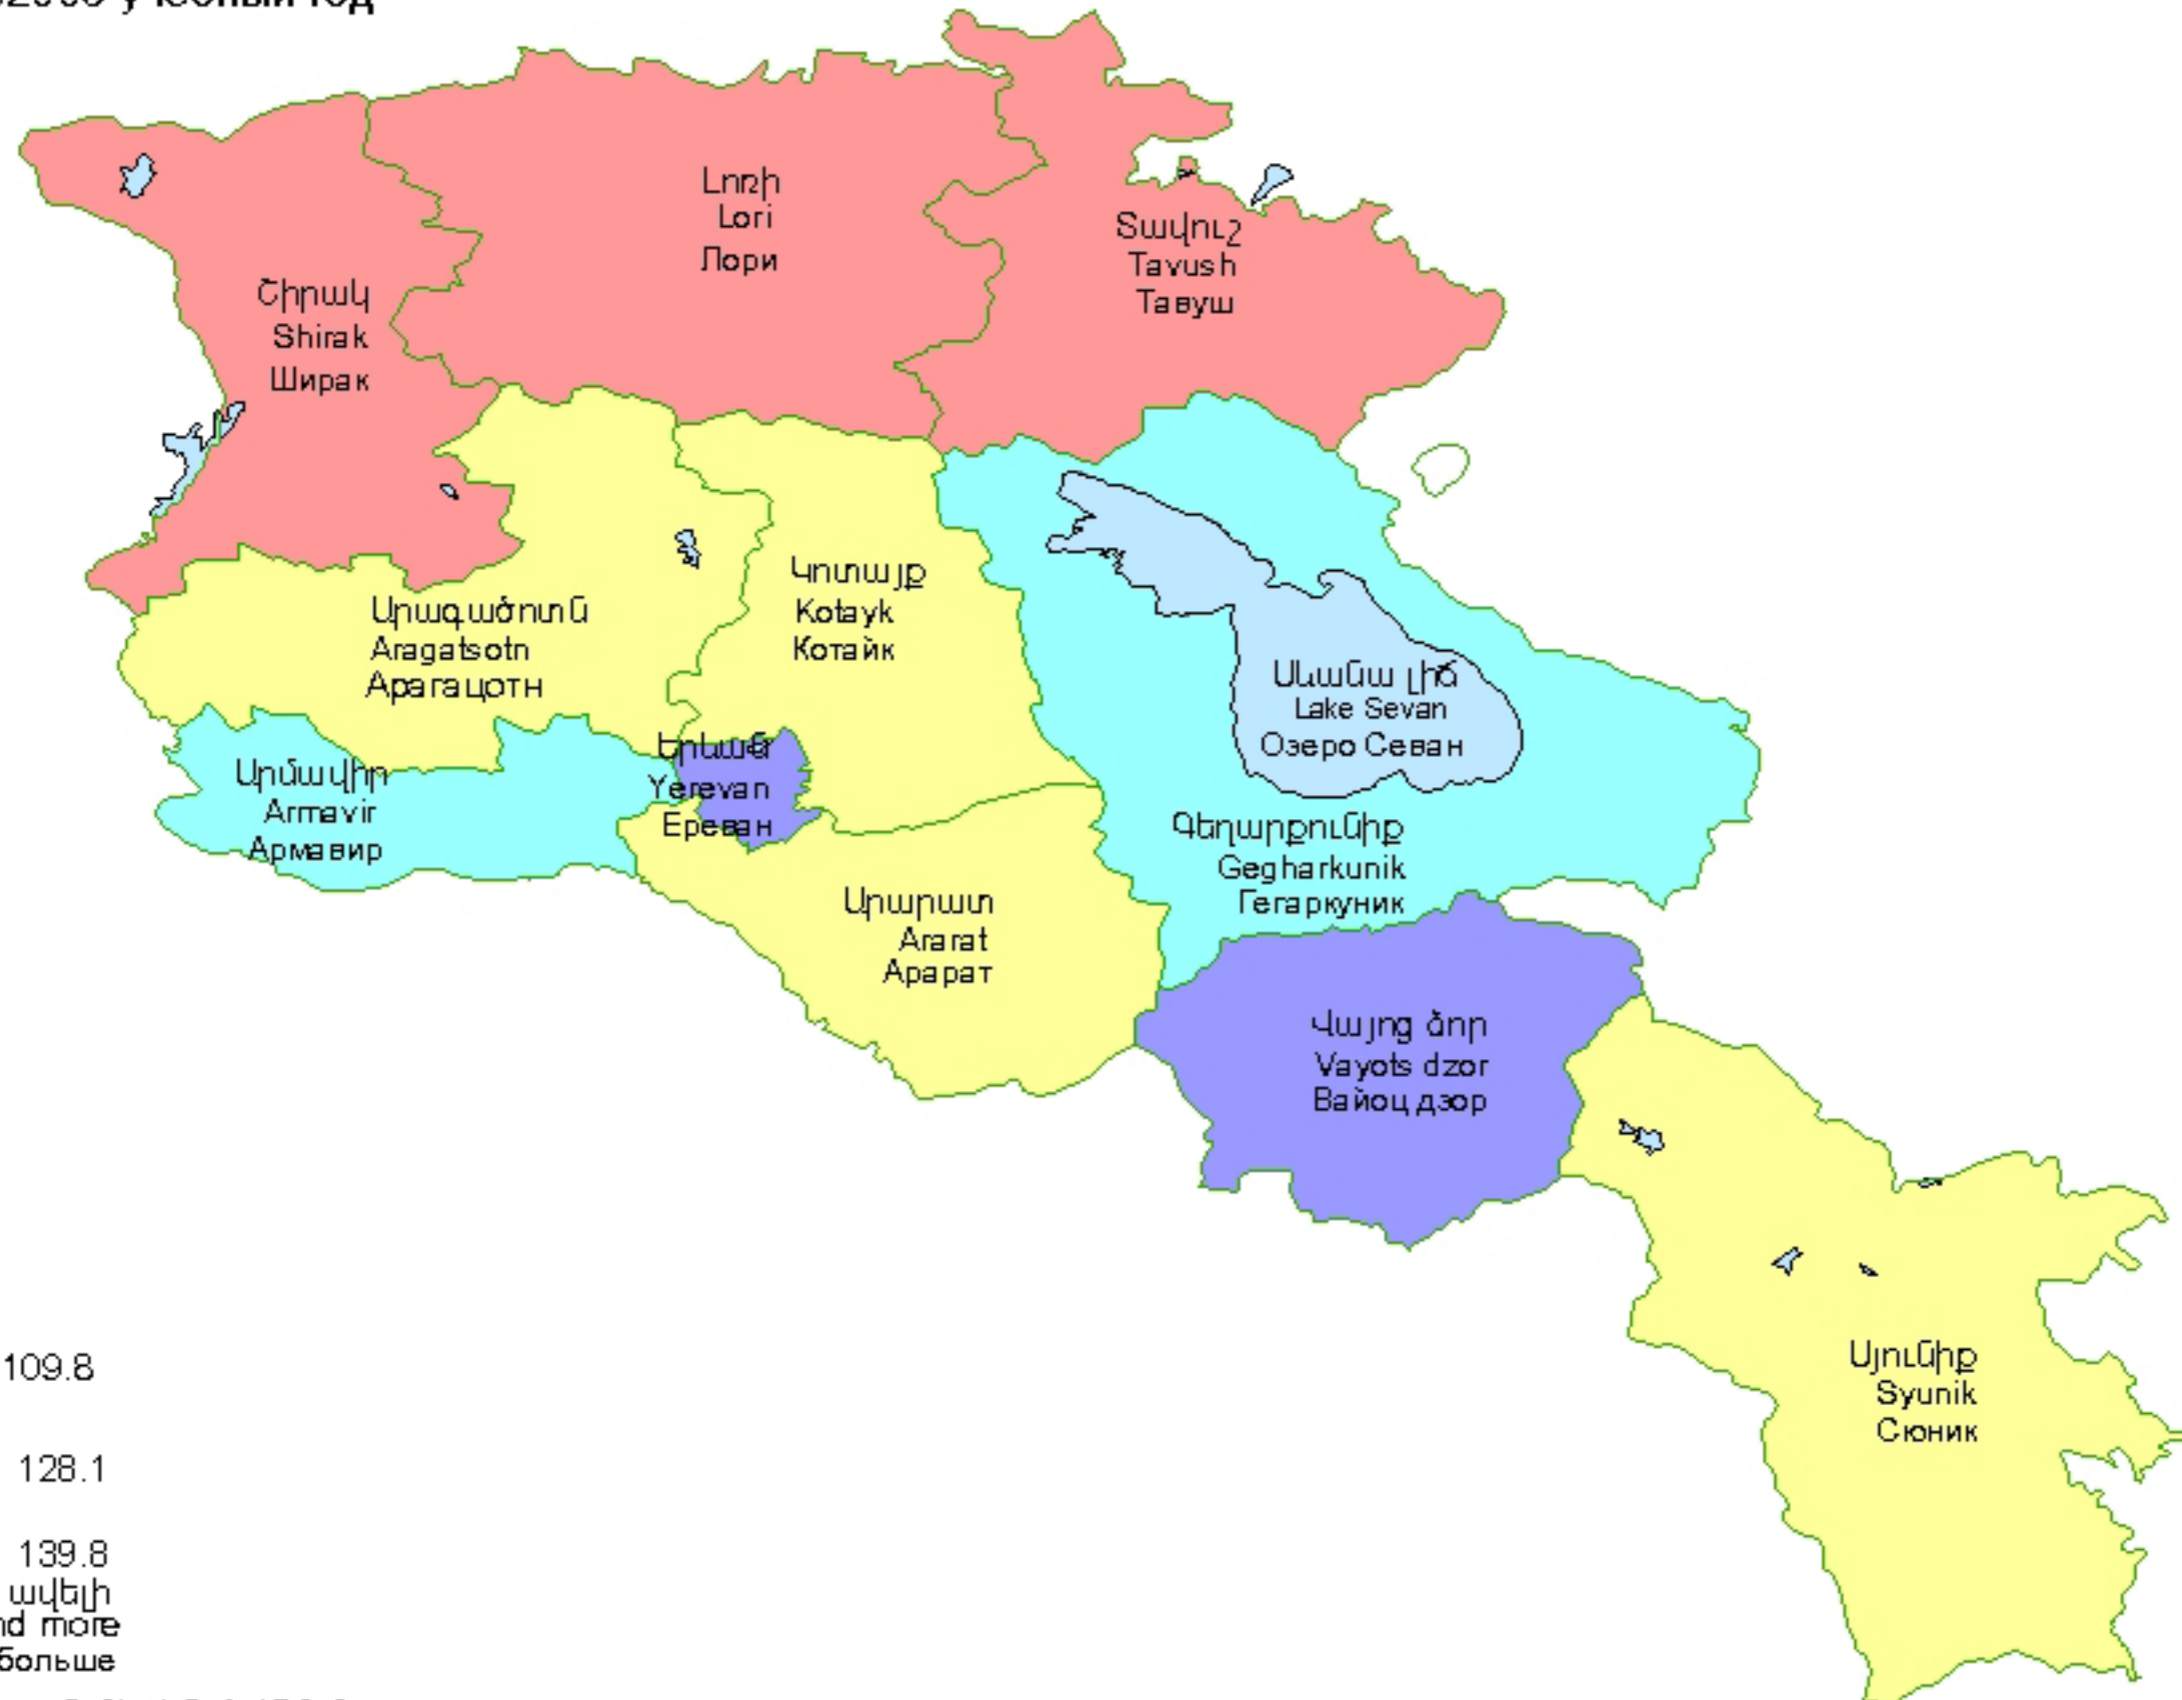 Լոռի
Lori
Лори
Տավուշ
Tavush
Тавуш
Շիրակ
Shirak
Ширак
Կոտայք
Kotayk
Котайк
Արագածոտն
Aragatsotn
Арагацотн
Սևանա լիճ
Lake Sevan
Озеро Севан
Երևան
Yerevan
Ереван
Արմավիր
Armavir
Армавир
Գեղարքունիք
Gegharkunik
Гегаркуник
Արարատ
Ararat
Арарат
Վայոց ձոր
Vayots dzor
Вайоц дзор
Սյունիք
Syunik
Сюник
109.8
128.1
139.8
ավելի
nd more
больше